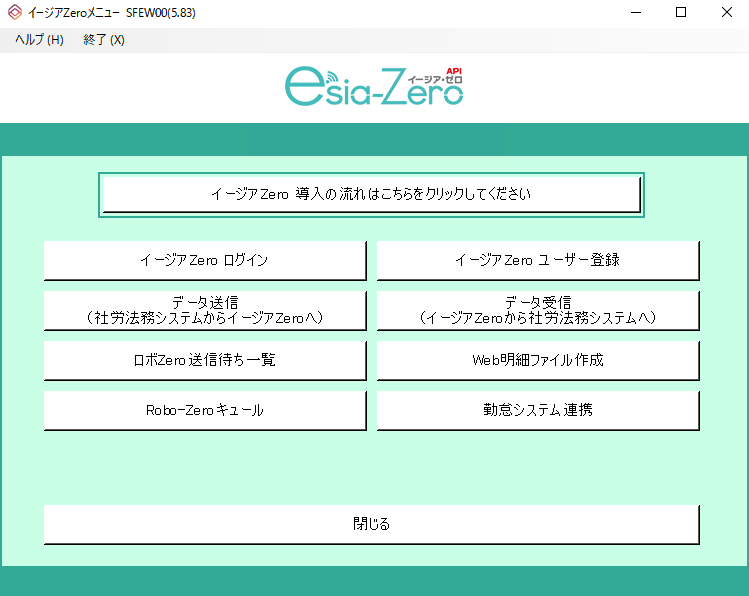 イージアZeroメニュー SFEW00(5.83)
ヘルプ(H) 終了(X)
esia-Zero
API
イージア・ゼロ
イージアZero 導入の流れはこちらをクリックしてください
イージアZero ログイン
イージアZero ユーザー登録
データ送信
（社労法務システムからイージアZeroへ）
データ受信
（イージアZeroから社労法務システムへ）
ロボZero送信待ち一覧
Web明細ファイル作成
Robo-Zeroキュール
勤怠システム連携
閉じる